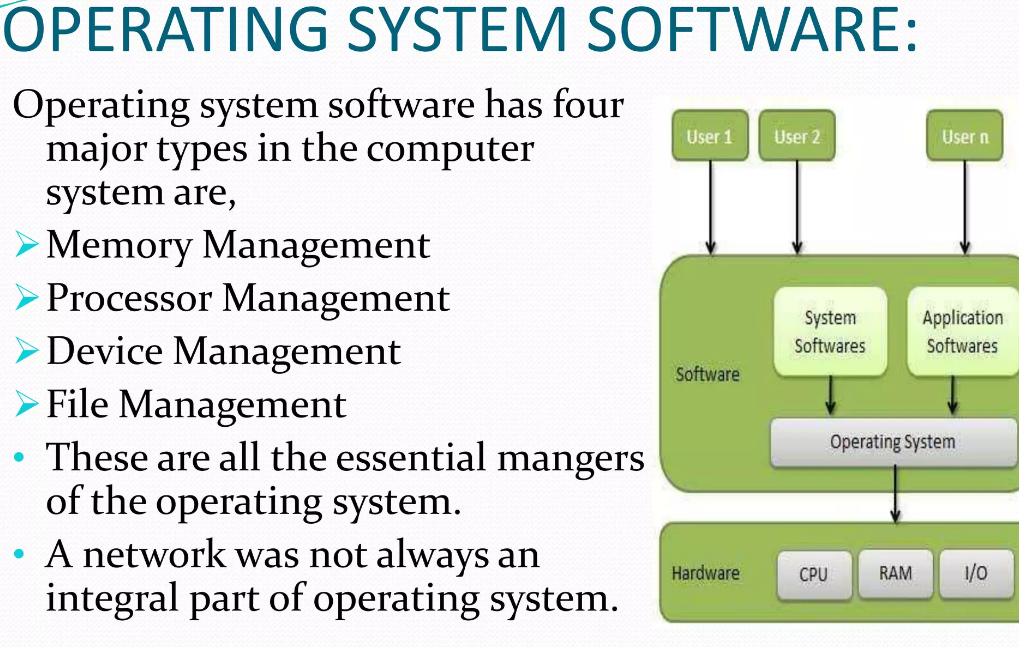 OPERATING SYSTEM SOFTWARE:
Operating system software has four
major types in the computer
system are,
Memory Management
Processor Management
Device Management
File Management
These are all the essential mangers
of the operating system.
A network was not always an
integral part of operating system.
User 1
User 2
User n
System
Softwares
Application
Softwares
Software
Operating System
Hardware
CPU
RAM
I/O